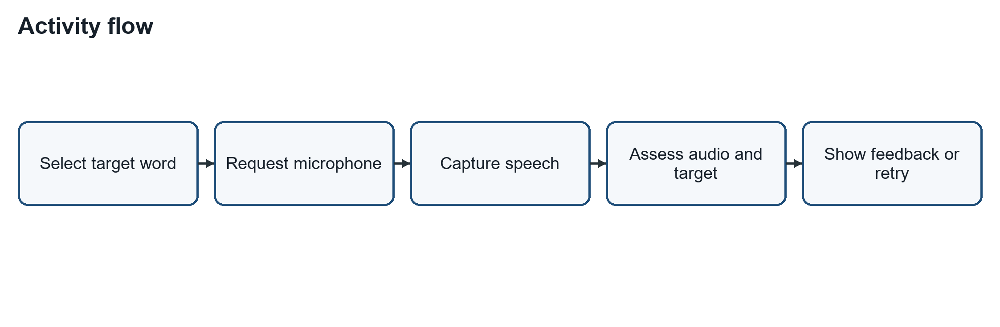 Activity flow
Select target word
Request microphone
Capture speech
Assess audio and
target
Show feedback or
retry